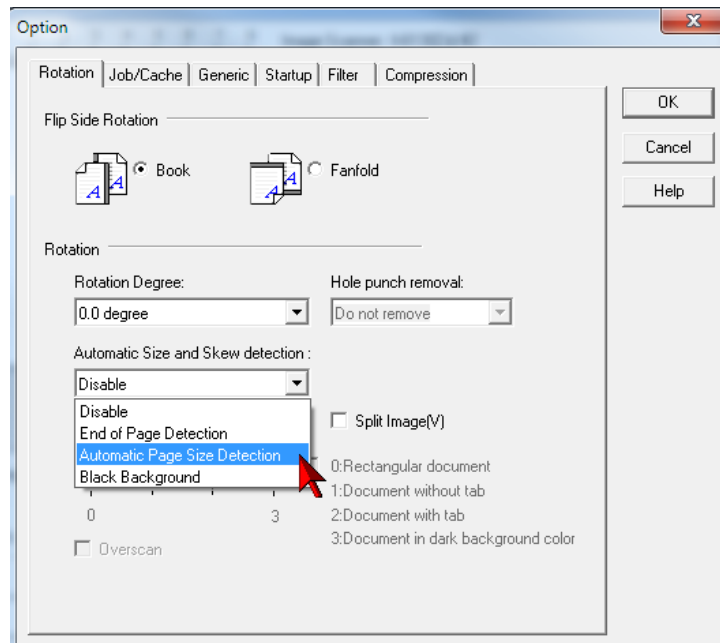 Option
Rotation Job/Cache Generic Startup Filter Compression
OK
Cancel
Help
Flip Side Rotation
A A Book A A Fanfold
Rotation
Rotation Degree: Hole punch removal:
0.0 degree Do not remove
Automatic Size and Skew detection :
Disable
Disable
End of Page Detection
Automatic Page Size Detection
Black Background
Split Image(V)
0:Rectangular document
1:Document without tab
2:Document with tab
3:Document in dark background color
0 3
Overscan